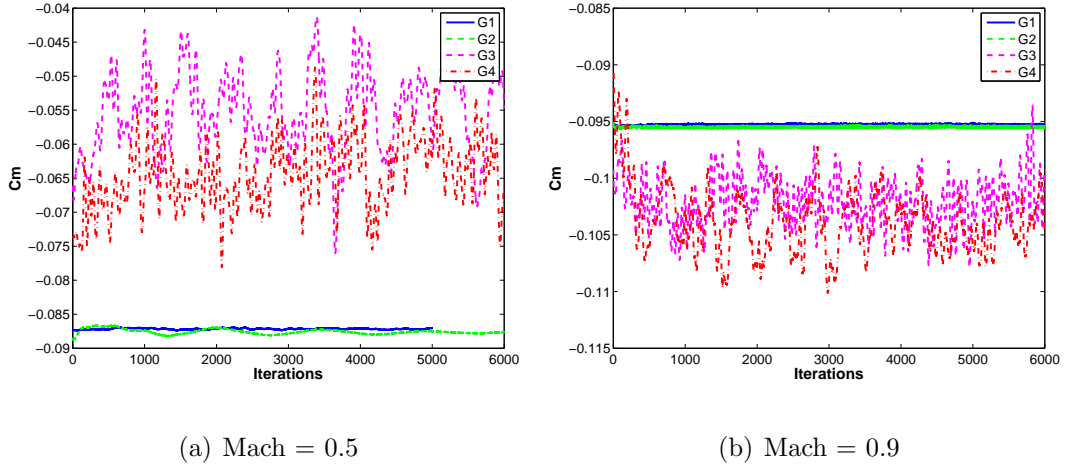 −0.04
−0.045
−0.05
−0.055
−0.06
−0.065
−0.07
−0.075
−0.08
−0.085
−0.09
Cm
0 1000 2000 3000 4000 5000 6000
Iterations
G1
G2
G3
G4
(a) Mach = 0.5
−0.085
−0.09
−0.095
−0.1
−0.105
−0.11
−0.115
Cm
0 1000 2000 3000 4000 5000 6000
Iterations
G1
G2
G3
G4
(b) Mach = 0.9